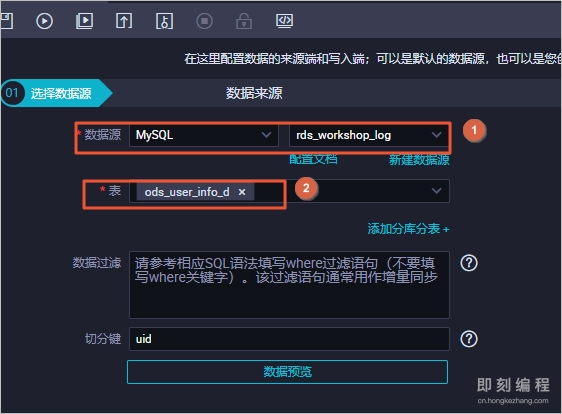 在这里配置数据的来源端和写入端；可以是默认的数据源，也可以是您仓
01 选择数据源 数据来源
* 数据源 MySQL rds_workshop_log 1
配置文档 新建数据源
* 表 ods_user_info_d × 2
添加分库分表 +
数据过滤 请参考相应SQL语法填写where过滤语句（不要填
写where关键字）。该过滤语句通常用作增量同步
切分键 uid
数据预览
即刻编程
cn.hongkezhang.com